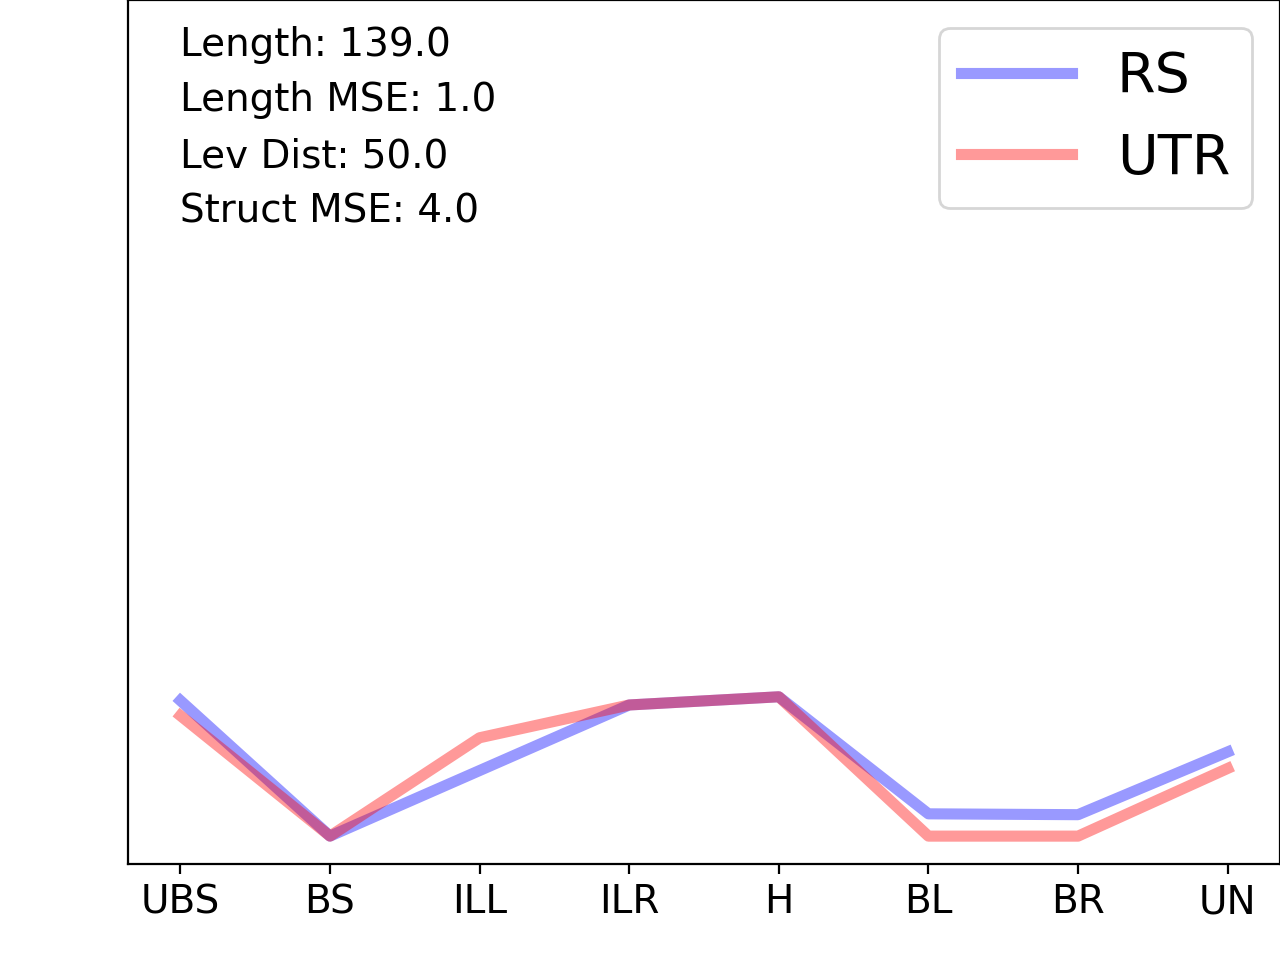 Length: 139.0
Length MSE: 1.0
Lev Dist: 50.0
Struct MSE: 4.0
RS
UTR
UBS BS ILL ILR H BL BR UN